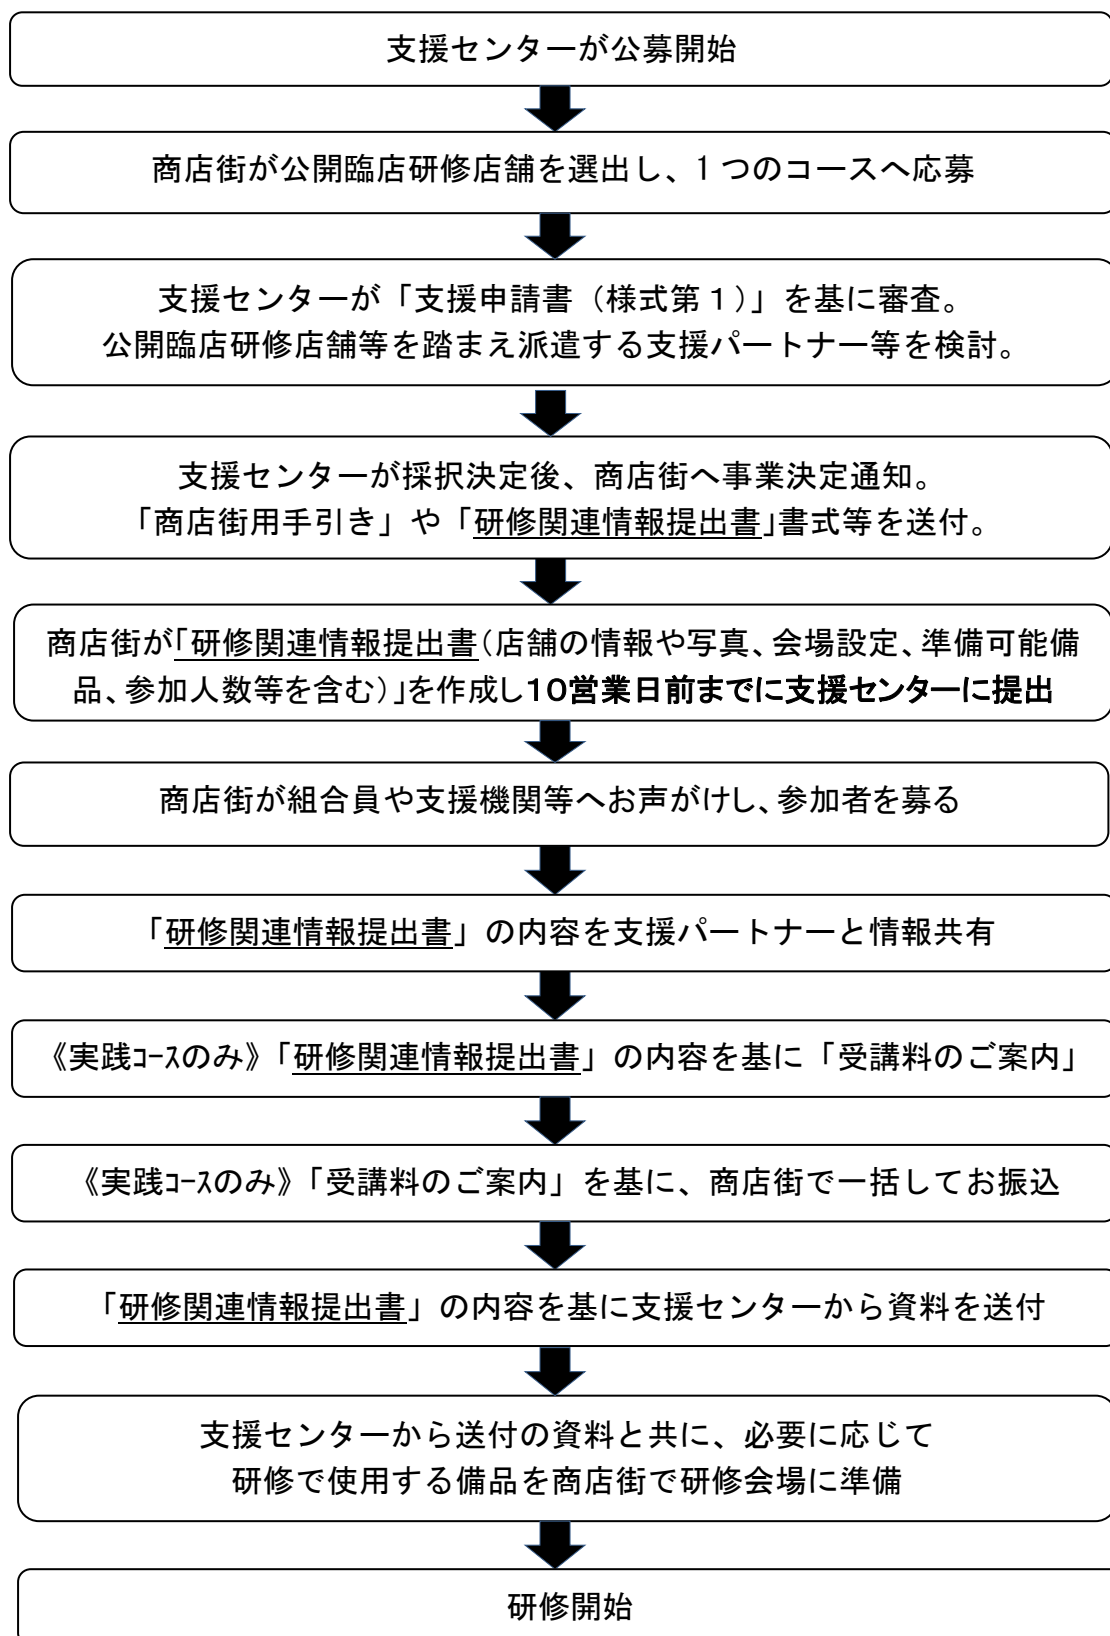 支援センターが公募開始
商店街が公開臨店研修店舗を選出し、1つのコースへ応募
支援センターが「支援申請書（様式第１）」を基に審査。
公開臨店研修店舗等を踏まえ派遣する支援パートナー等を検討。
支援センターが採択決定後、商店街へ事業決定通知。
「商店街用手引き」や「研修関連情報提出書」書式等を送付。
商店街が「研修関連情報提出書（店舗の情報や写真、会場設定、準備可能備
品、参加人数等を含む）」を作成し10営業日前までに支援センターに提出
商店街が組合員や支援機関等へお声がけし、参加者を募る
「研修関連情報提出書」の内容を支援パートナーと情報共有
《実践ｺｰｽのみ》「研修関連情報提出書」の内容を基に「受講料のご案内」
《実践ｺｰｽのみ》「受講料のご案内」を基に、商店街で一括してお振込
「研修関連情報提出書」の内容を基に支援センターから資料を送付
支援センターから送付の資料と共に、必要に応じて
研修で使用する備品を商店街で研修会場に準備
研修開始